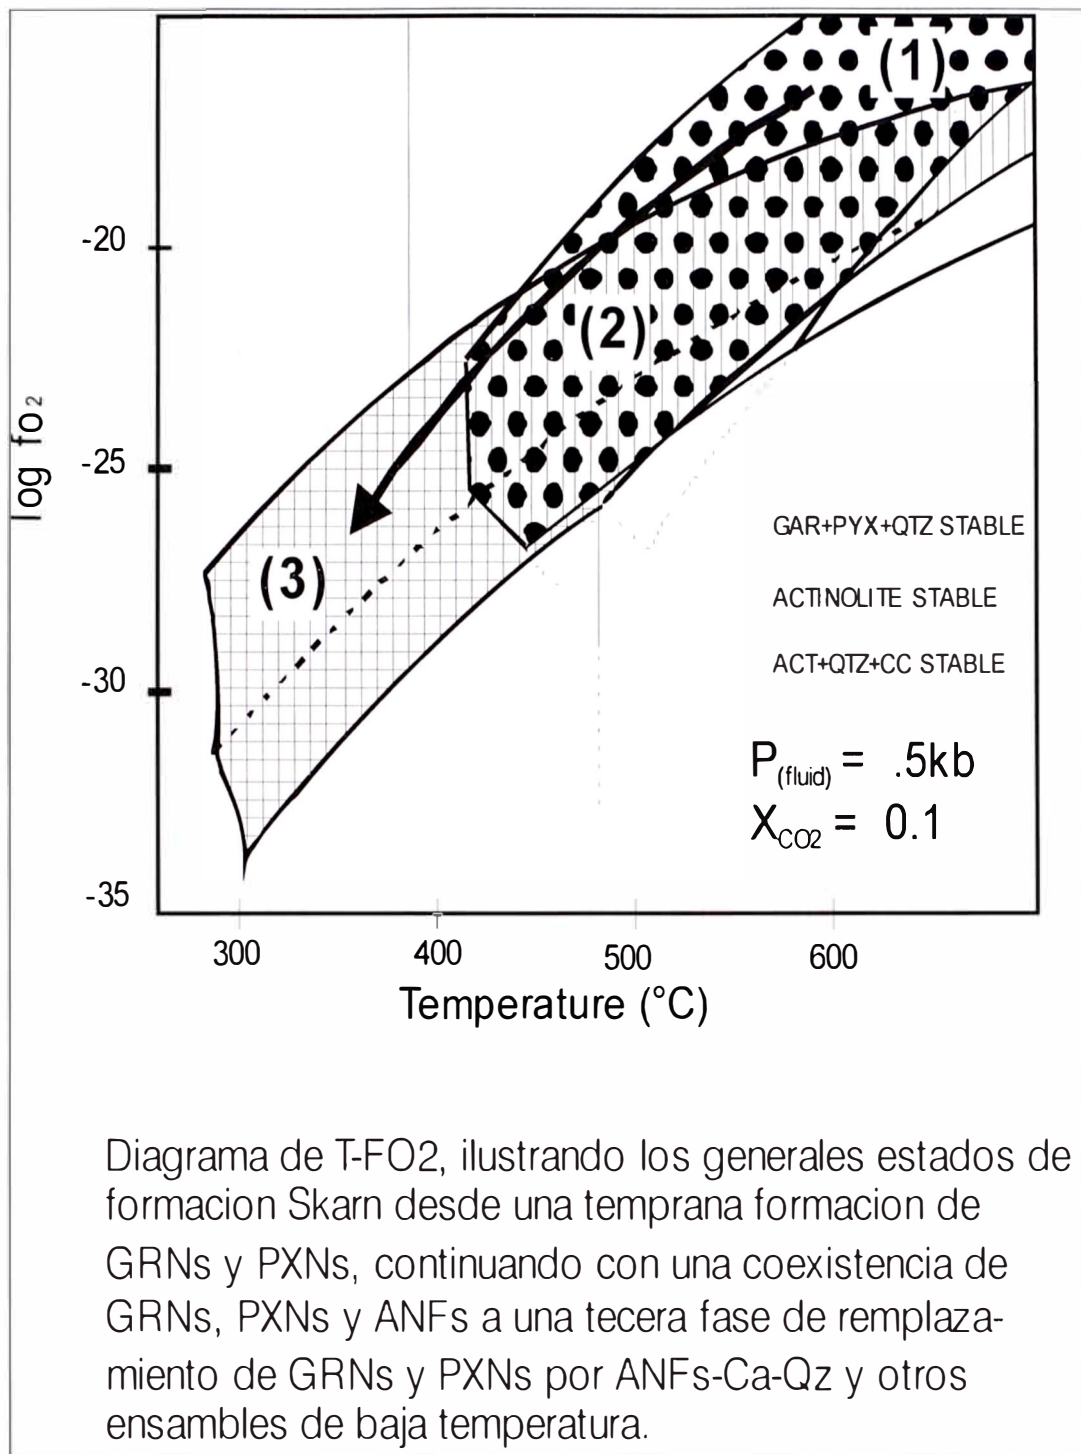 (1)
-20
(2)
-25
log fo₂
GAR+PYX+QTZ STABLE
(3)
ACTINOLITE STABLE
ACT+QTZ+CC STABLE
-30
P(fluid) = .5kb
XCO2 = 0.1
-35
300 400 500 600
Temperature (°C)
Diagrama de T-FO2, ilustrando los generales estados de
formacion Skarn desde una temprana formacion de
GRNs y PXNs, continuando con una coexistencia de
GRNs, PXNs y ANFs a una tecera fase de remplaza-
miento de GRNs y PXNs por ANFs-Ca-Qz y otros
ensambles de baja temperatura.